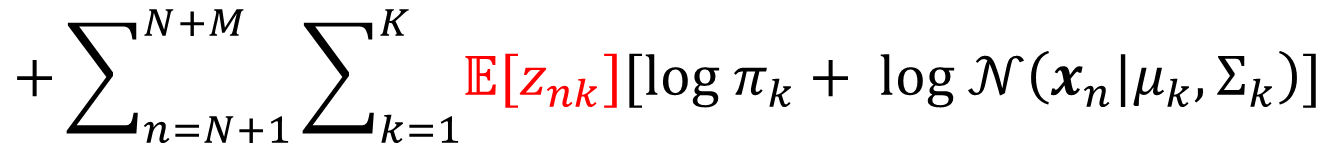 + ∑_{n=N+1}^{N+M} ∑_{k=1}^{K} 𝔼[z_{nk}][log π_k + log 𝒩(𝒙_n|μ_k, Σ_k)]